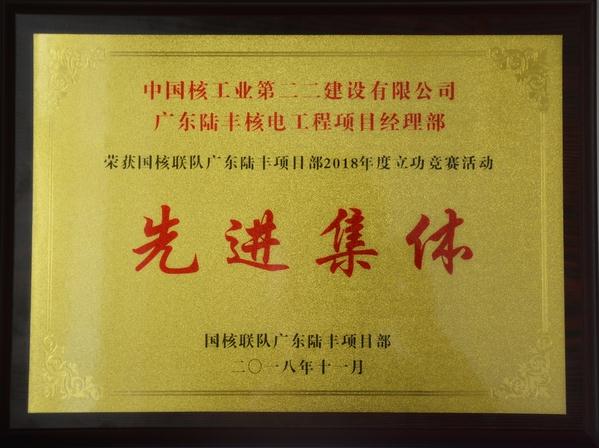 中国核工业第二二建设有限公司
广东陆丰核电工程项目经理部
荣获国核联队广东陆丰项目部2018年度立功竞赛活动
先进集体
国核联队广东陆丰项目部
二〇一八年十一月